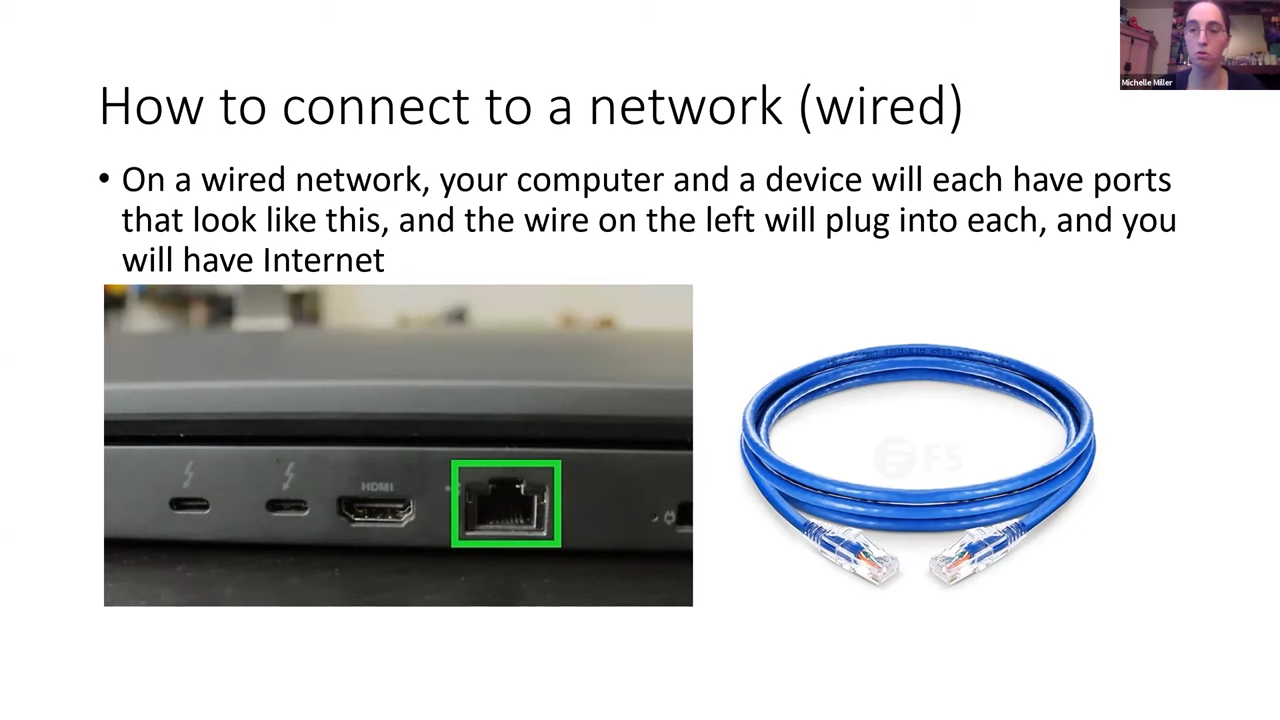 Michelle Miller
How to connect to a network (wired)
• On a wired network, your computer and a device will each have ports
that look like this, and the wire on the left will plug into each, and you
will have Internet
HDMI
FS